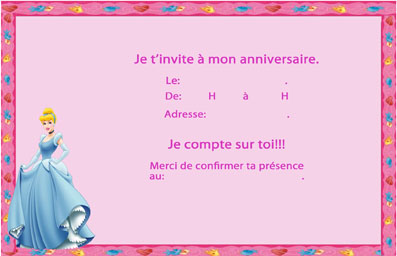 Je t'invite à mon anniversaire.
Le: .
De: H à H
Adresse: .
Je compte sur toi!!!
Merci de confirmer ta présence
au: .